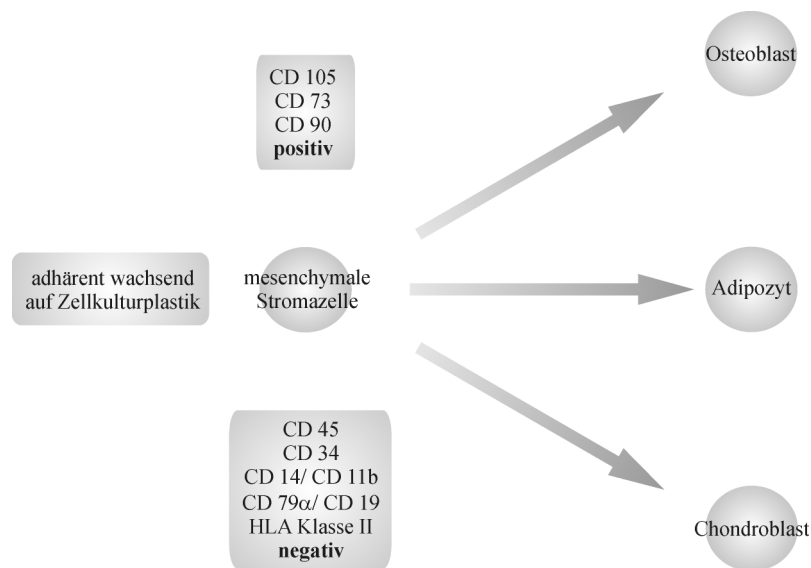 Osteoblast
CD 105
CD 73
CD 90
positiv
adhärent wachsend
auf Zellkulturplastik
mesenchymale
Stromazelle
Adipozyt
CD 45
CD 34
CD 14/ CD 11b
CD 79α/ CD 19
HLA Klasse II
negativ
Chondroblast